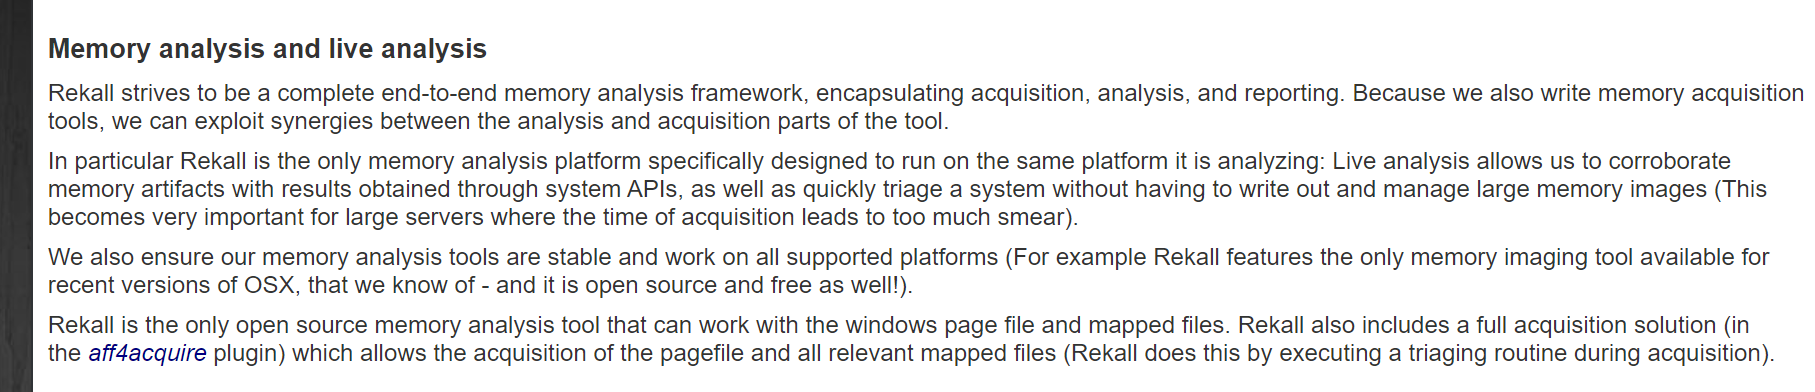 Memory analysis and live analysis
Rekall strives to be a complete end-to-end memory analysis framework, encapsulating acquisition, analysis, and reporting. Because we also write memory acquisition
tools, we can exploit synergies between the analysis and acquisition parts of the tool.
In particular Rekall is the only memory analysis platform specifically designed to run on the same platform it is analyzing: Live analysis allows us to corroborate
memory artifacts with results obtained through system APIs, as well as quickly triage a system without having to write out and manage large memory images (This
becomes very important for large servers where the time of acquisition leads to too much smear).
We also ensure our memory analysis tools are stable and work on all supported platforms (For example Rekall features the only memory imaging tool available for
recent versions of OSX, that we know of - and it is open source and free as well!).
Rekall is the only open source memory analysis tool that can work with the windows page file and mapped files. Rekall also includes a full acquisition solution (in
the aff4acquire plugin) which allows the acquisition of the pagefile and all relevant mapped files (Rekall does this by executing a triaging routine during acquisition).